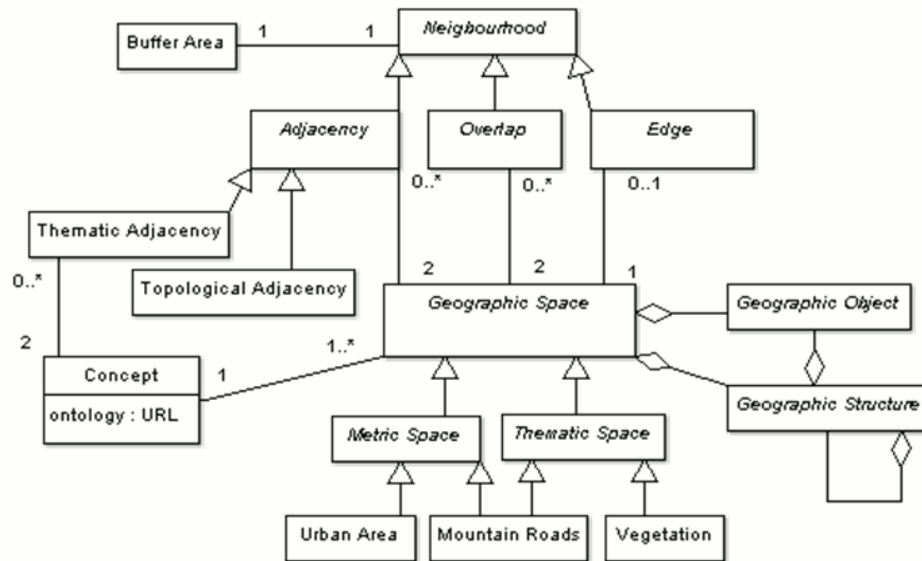 Neigbourhood
Buffer Area
1
1
Adjacency
Overlap
Edge
0..*
0..*
0..1
Thematic Adjacency
0..*
Topological Adjacency
2
2
1
Geographic Space
Geographic Object
2
1
1..*
Concept
ontology : URL
Geographic Structure
Metric Space
Thematic Space
Urban Area
Mountain Roads
Vegetation